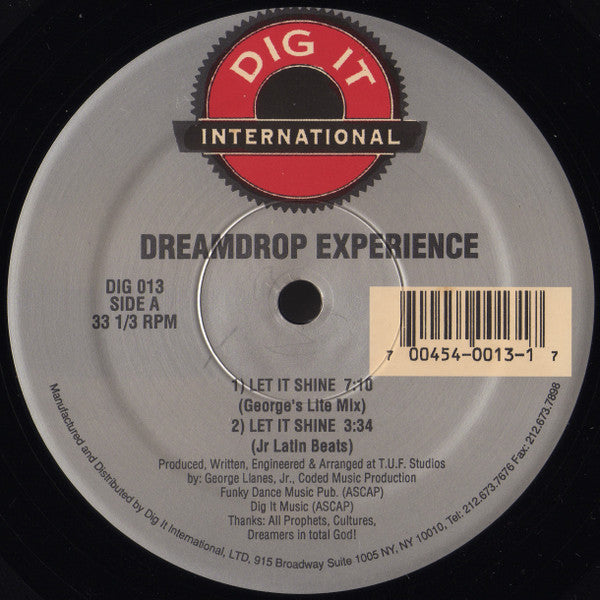 DIG IT
INTERNATIONAL
DREAMDROP EXPERIENCE
DIG 013
SIDE A
33 1/3 RPM
7 00454-0013-1 7
1) LET IT SHINE 7:10
(George's Lite Mix)
2) LET IT SHINE 3:34
(Jr Latin Beats)
Produced, Written, Engineered & Arranged at T.U.F. Studios
by: George Llanes, Jr., Coded Music Production
Funky Dance Music Pub. (ASCAP)
Dig It Music (ASCAP)
Thanks: All Prophets, Cultures,
Dreamers in total God!
Manufactured and Distributed by Dig It International, LTD, 915 Broadway Suite 1005 NY, NY 10010, Tel: 212.673.7676 Fax: 212.673.7898